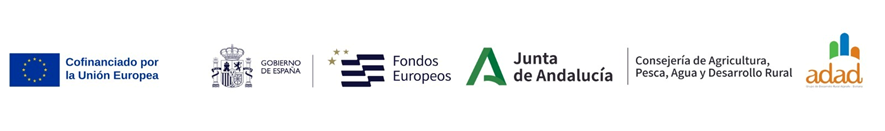 Cofinanciado por
la Unión Europea
GOBIERNO
DE ESPAÑA
Fondos
Europeos
Junta
de Andalucía
Consejería de Agricultura,
Pesca, Agua y Desarrollo Rural
adad